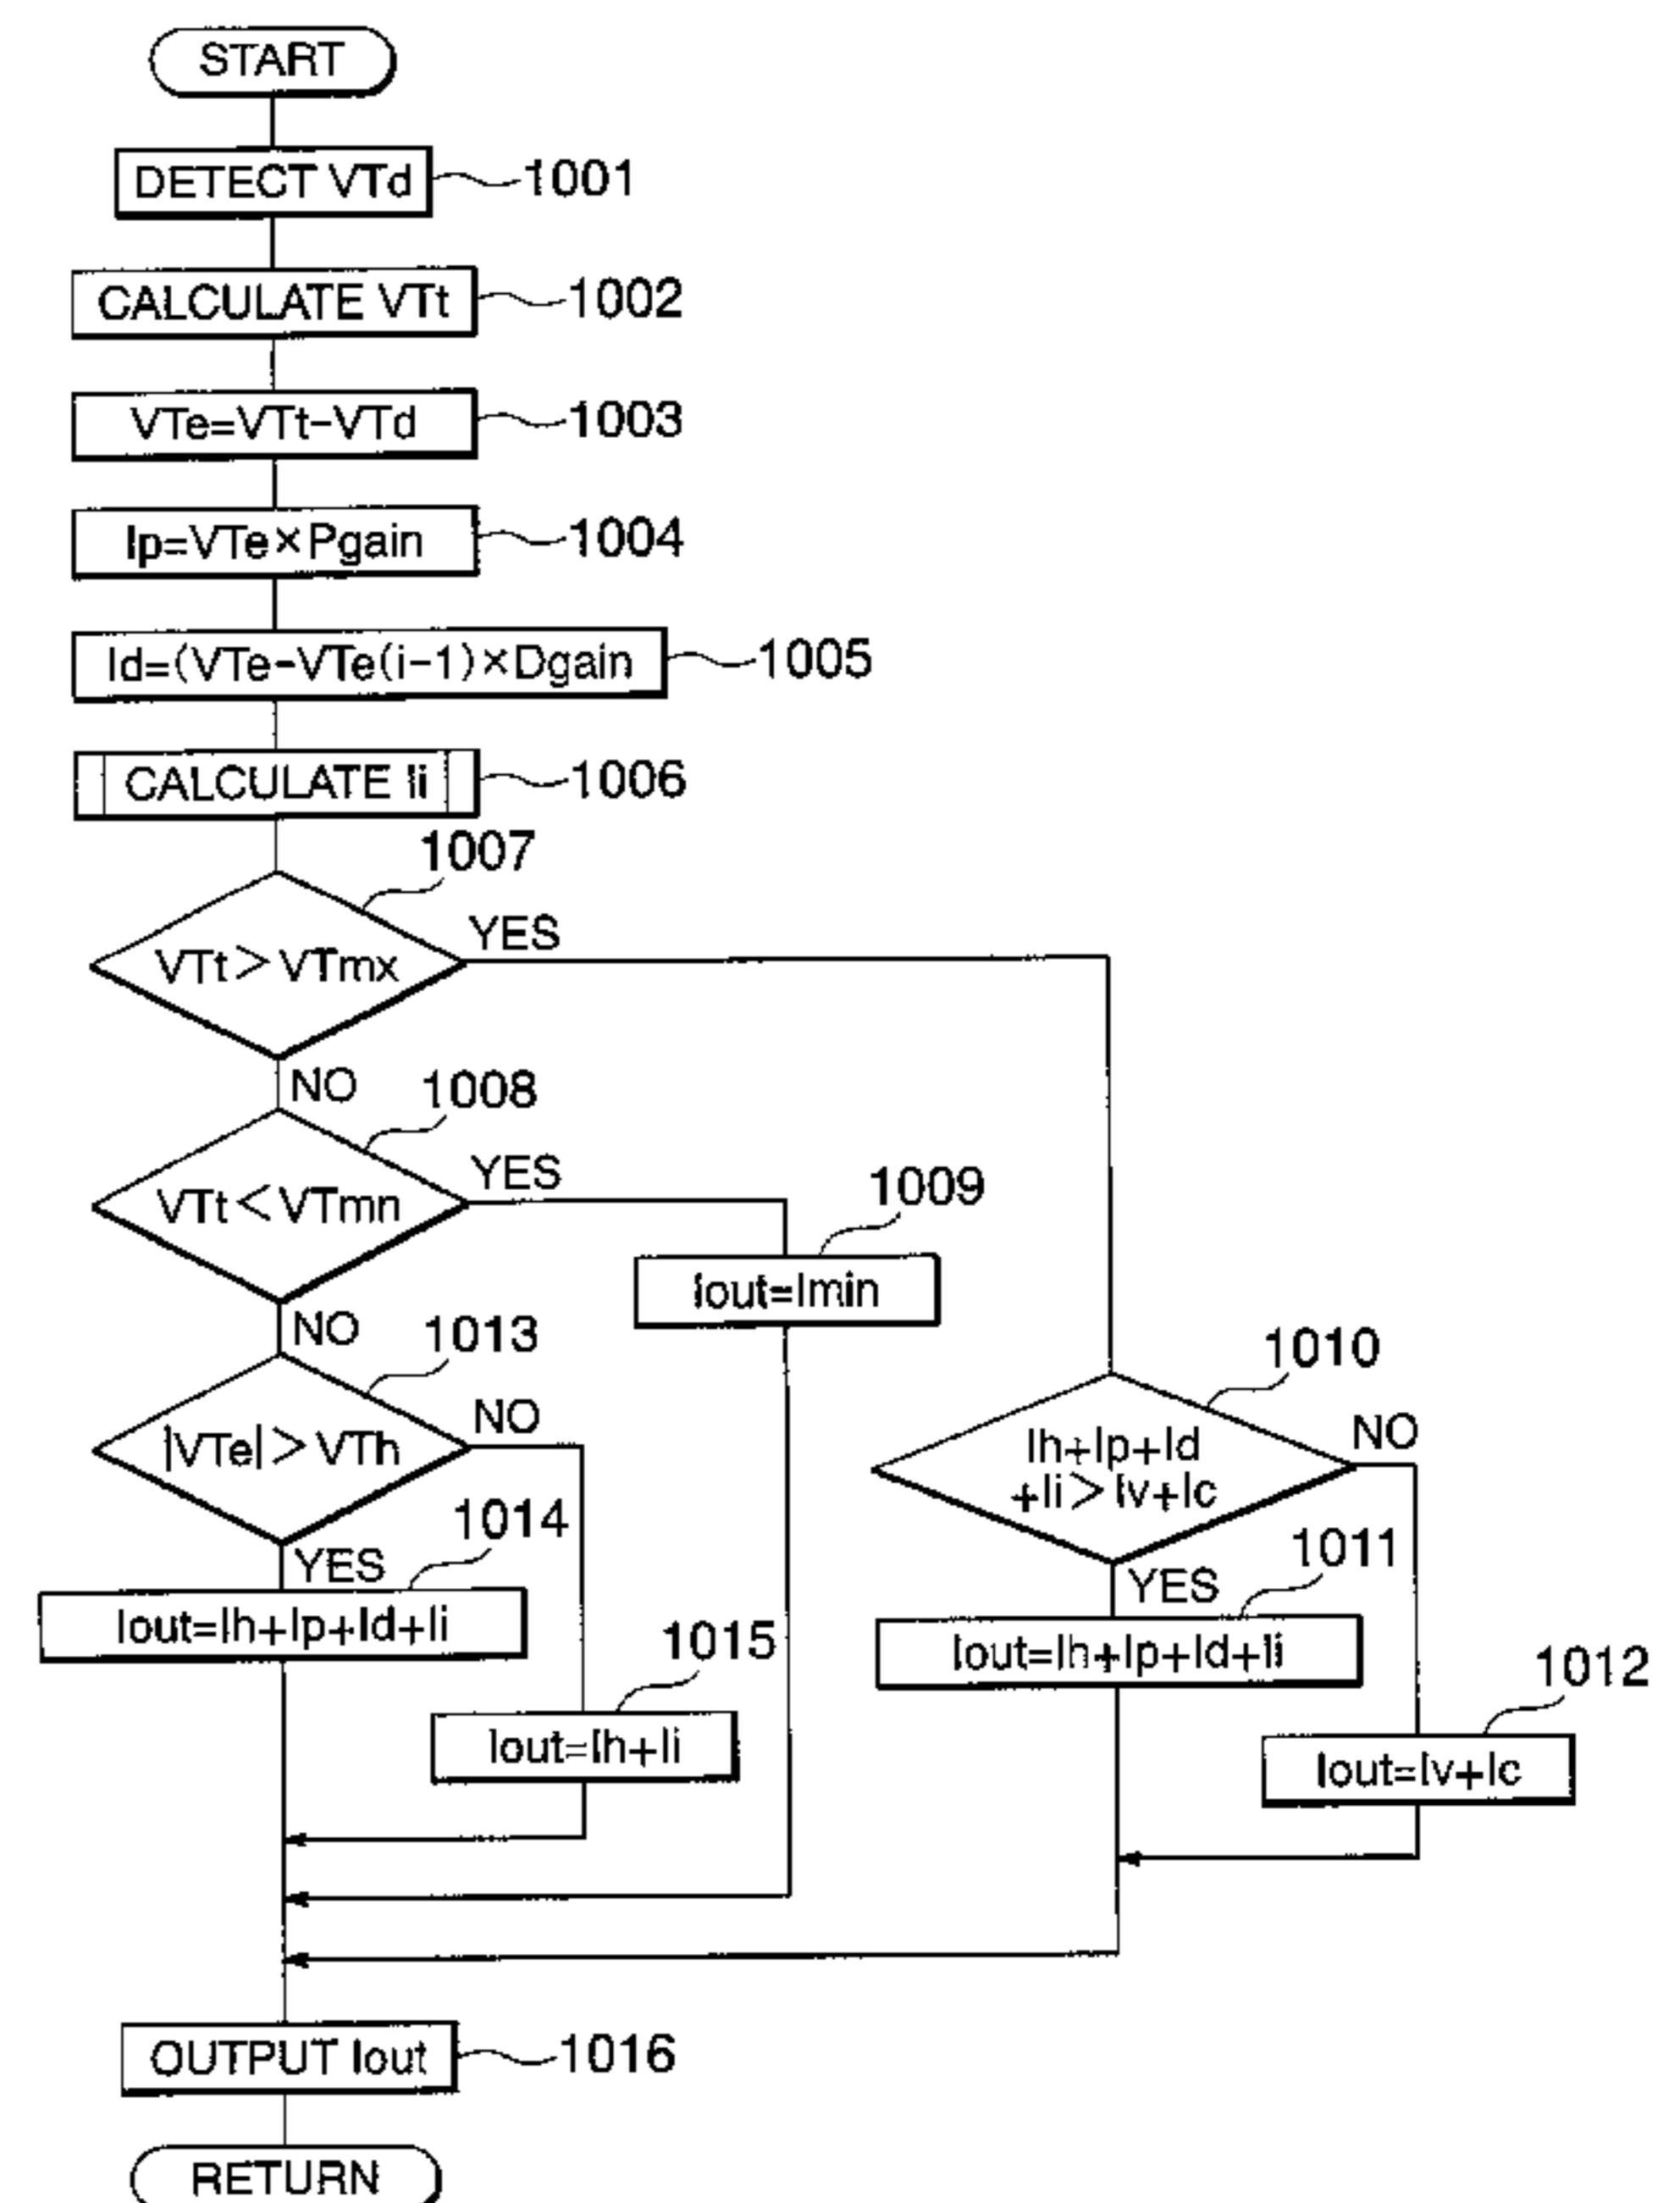 START
DETECT VTd
1001
CALCULATE VTt
1002
VTe=VTt-VTd
1003
Ip=VTe×Pgain
1004
Id=(VTe-VTe(i-1)×Dgain
1005
CALCULATE Ii
1006
1007
VTt>VTmx
YES
NO
1008
VTt<VTmn
YES
1009
Iout=Imin
NO
1013
|VTe|>VTh
NO
1010
Ih+Ip+Id
+Ii>Iv+Ic
NO
YES
1014
Iout=Ih+Ip+Id+Ii
1015
Iout=Ih+Ii
YES
1011
Iout=Ih+Ip+Id+Ii
1012
Iout=Iv+Ic
OUTPUT Iout
1016
RETURN